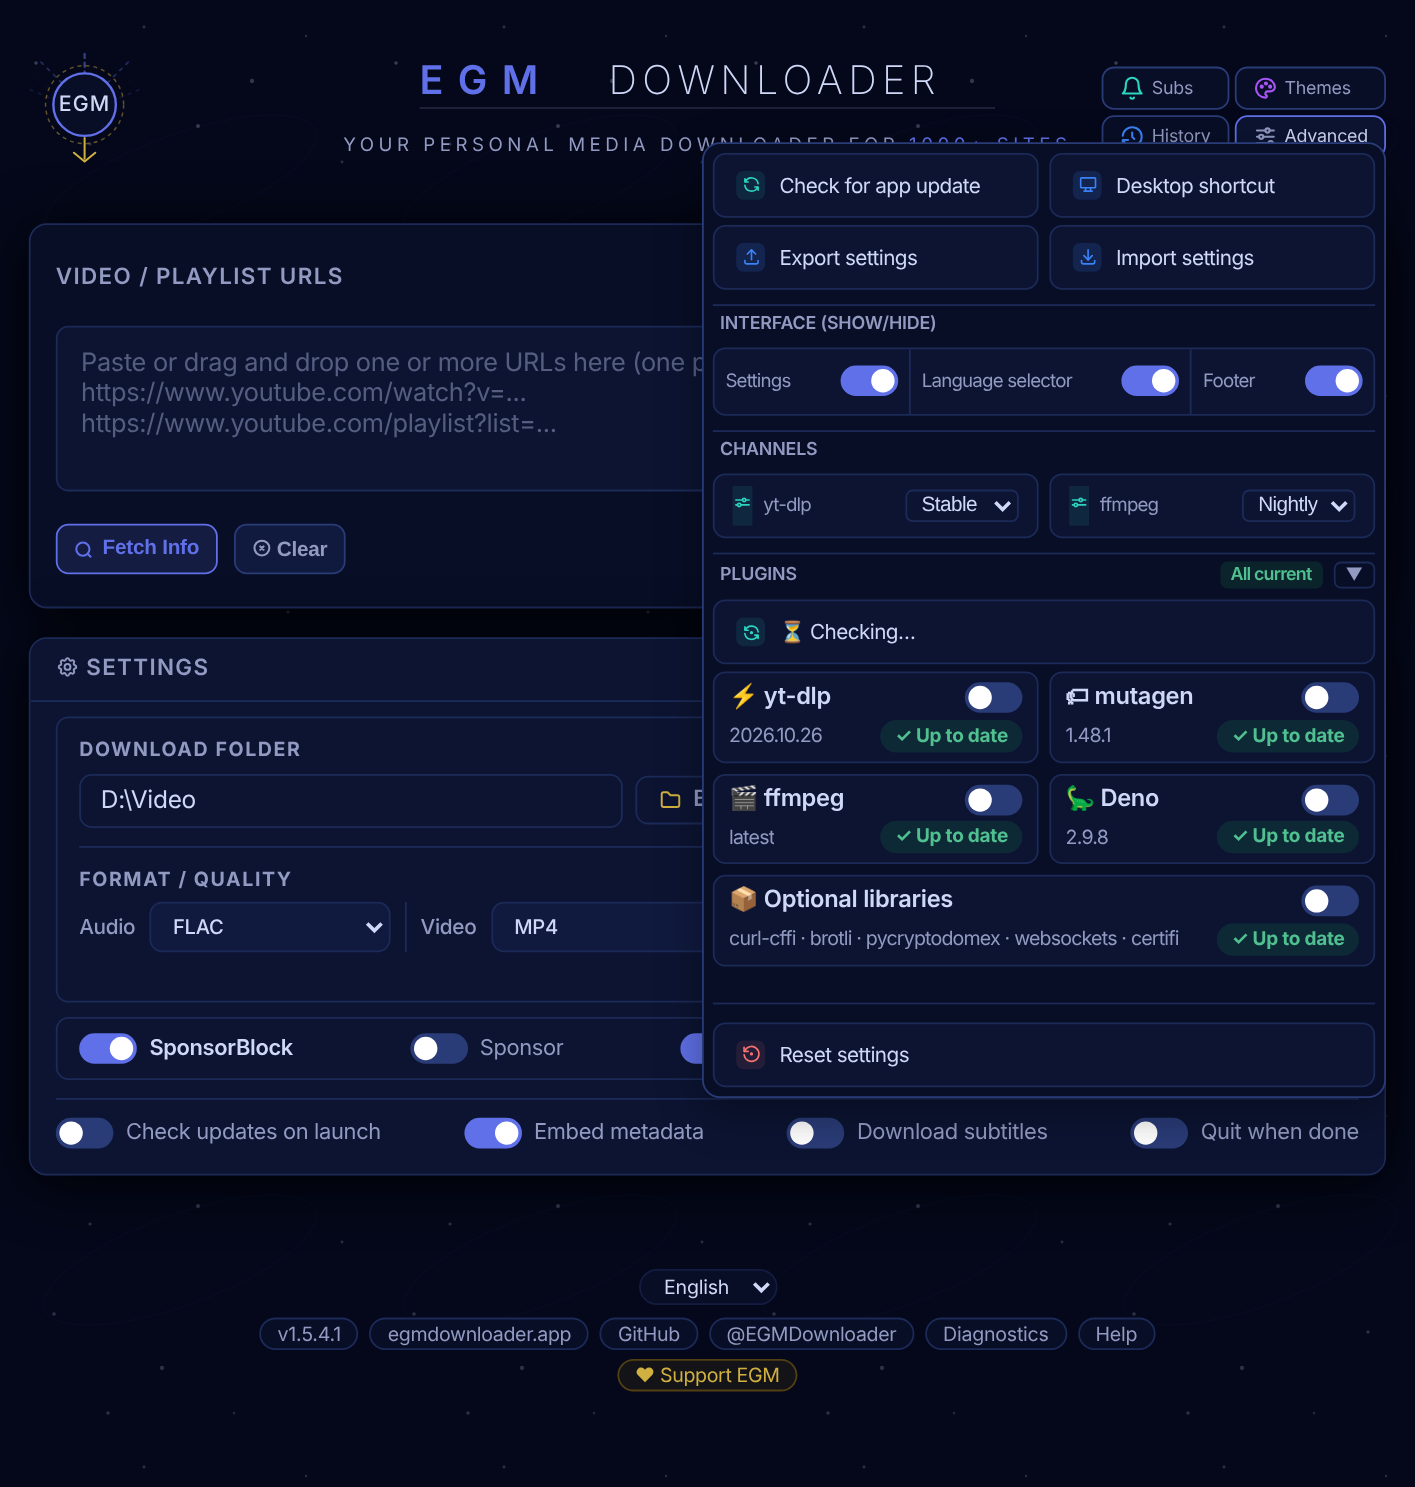 EGM
EGM DOWNLOADER
YOUR PERSONAL MEDIA DOWNLOADER FOR 1000+ SITES
Subs
Themes
History
Advanced
Check for app update
Desktop shortcut
Export settings
Import settings
INTERFACE (SHOW/HIDE)
Settings
Language selector
Footer
CHANNELS
yt-dlp
Stable
ffmpeg
Nightly
PLUGINS
All current
▼
⏳ Checking...
⚡ yt-dlp
2026.10.26
✓ Up to date
🏷 mutagen
1.48.1
✓ Up to date
🎬 ffmpeg
latest
✓ Up to date
🦕 Deno
2.9.8
✓ Up to date
📦 Optional libraries
curl-cffi · brotli · pycryptodomex · websockets · certifi
✓ Up to date
Reset settings
VIDEO / PLAYLIST URLS
Paste or drag and drop one or more URLs here (one p
https://www.youtube.com/watch?v=...
https://www.youtube.com/playlist?list=...
Fetch Info
Clear
SETTINGS
DOWNLOAD FOLDER
D:\Video
FORMAT / QUALITY
Audio
FLAC
Video
MP4
SponsorBlock
Sponsor
Check updates on launch
Embed metadata
Download subtitles
Quit when done
English
v1.5.4.1
egmdownloader.app
GitHub
@EGMDownloader
Diagnostics
Help
♥ Support EGM